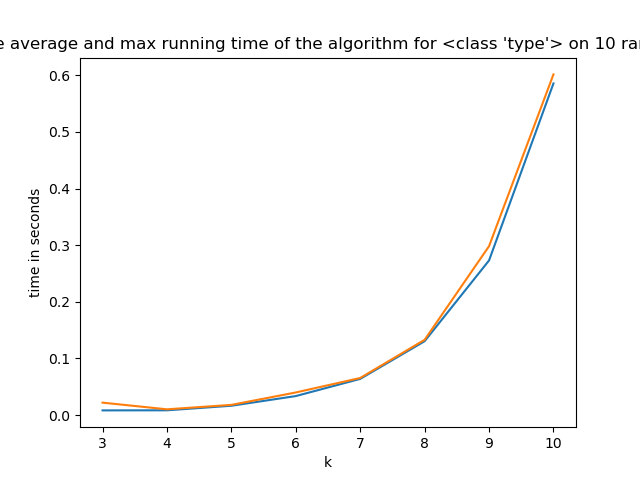 e average and max running time of the algorithm for <class 'type'> on 10 rar
0.6
0.5
0.4
0.3
0.2
0.1
0.0
time in seconds
3 4 5 6 7 8 9 10
k